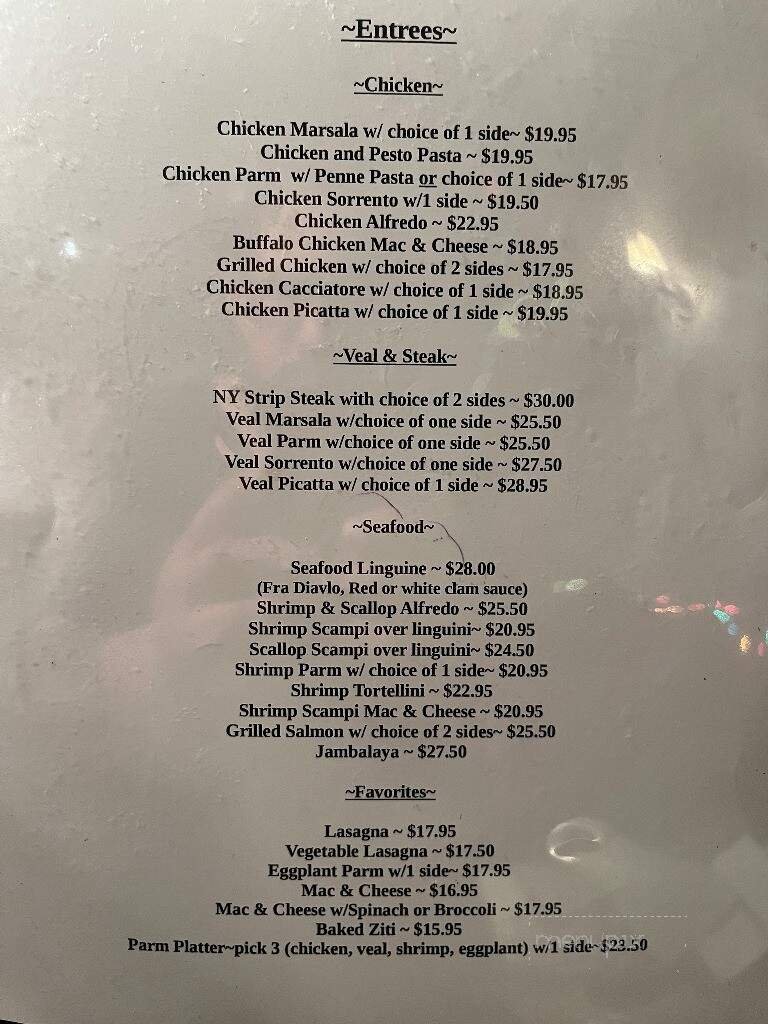 ~Entrees~
~Chicken~
Chicken Marsala w/ choice of 1 side~ $19.95
Chicken and Pesto Pasta ~ $19.95
Chicken Parm w/ Penne Pasta or choice of 1 side~ $17.95
Chicken Sorrento w/1 side ~ $19.50
Chicken Alfredo ~ $22.95
Buffalo Chicken Mac & Cheese ~ $18.95
Grilled Chicken w/ choice of 2 sides ~ $17.95
Chicken Cacciatore w/ choice of 1 side ~ $18.95
Chicken Picatta w/ choice of 1 side ~ $19.95
~Veal & Steak~
NY Strip Steak with choice of 2 sides ~ $30.00
Veal Marsala w/choice of one side ~ $25.50
Veal Parm w/choice of one side ~ $25.50
Veal Sorrento w/choice of one side ~ $27.50
Veal Picatta w/ choice of 1 side ~ $28.95
~Seafood~
Seafood Linguine ~ $28.00
(Fra Diavlo, Red or white clam sauce)
Shrimp & Scallop Alfredo ~ $25.50
Shrimp Scampi over linguini~ $20.95
Scallop Scampi over linguini~ $24.50
Shrimp Parm w/ choice of 1 side~ $20.95
Shrimp Tortellini ~ $22.95
Shrimp Scampi Mac & Cheese ~ $20.95
Grilled Salmon w/ choice of 2 sides~ $25.50
Jambalaya ~ $27.50
~Favorites~
Lasagna ~ $17.95
Vegetable Lasagna ~ $17.50
Eggplant Parm w/1 side~ $17.95
Mac & Cheese ~ $16.95
Mac & Cheese w/Spinach or Broccoli ~ $17.95
Baked Ziti ~ $15.95
Parm Platter~pick 3 (chicken, veal, shrimp, eggplant) w/1 side~$23.50